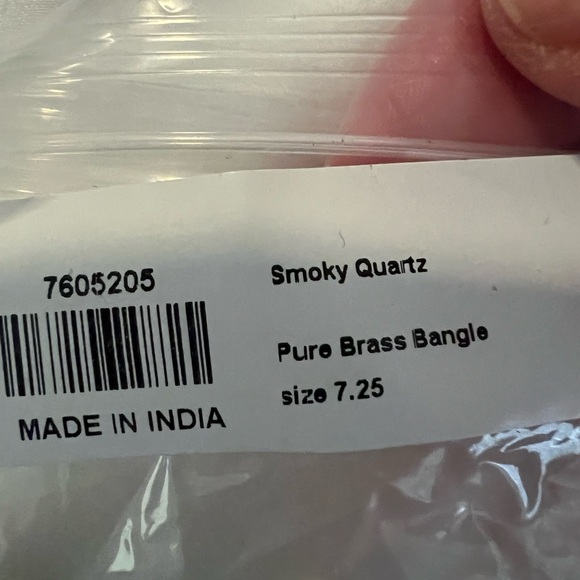 7605205
MADE IN INDIA
Smoky Quartz
Pure Brass Bangle
size 7.25